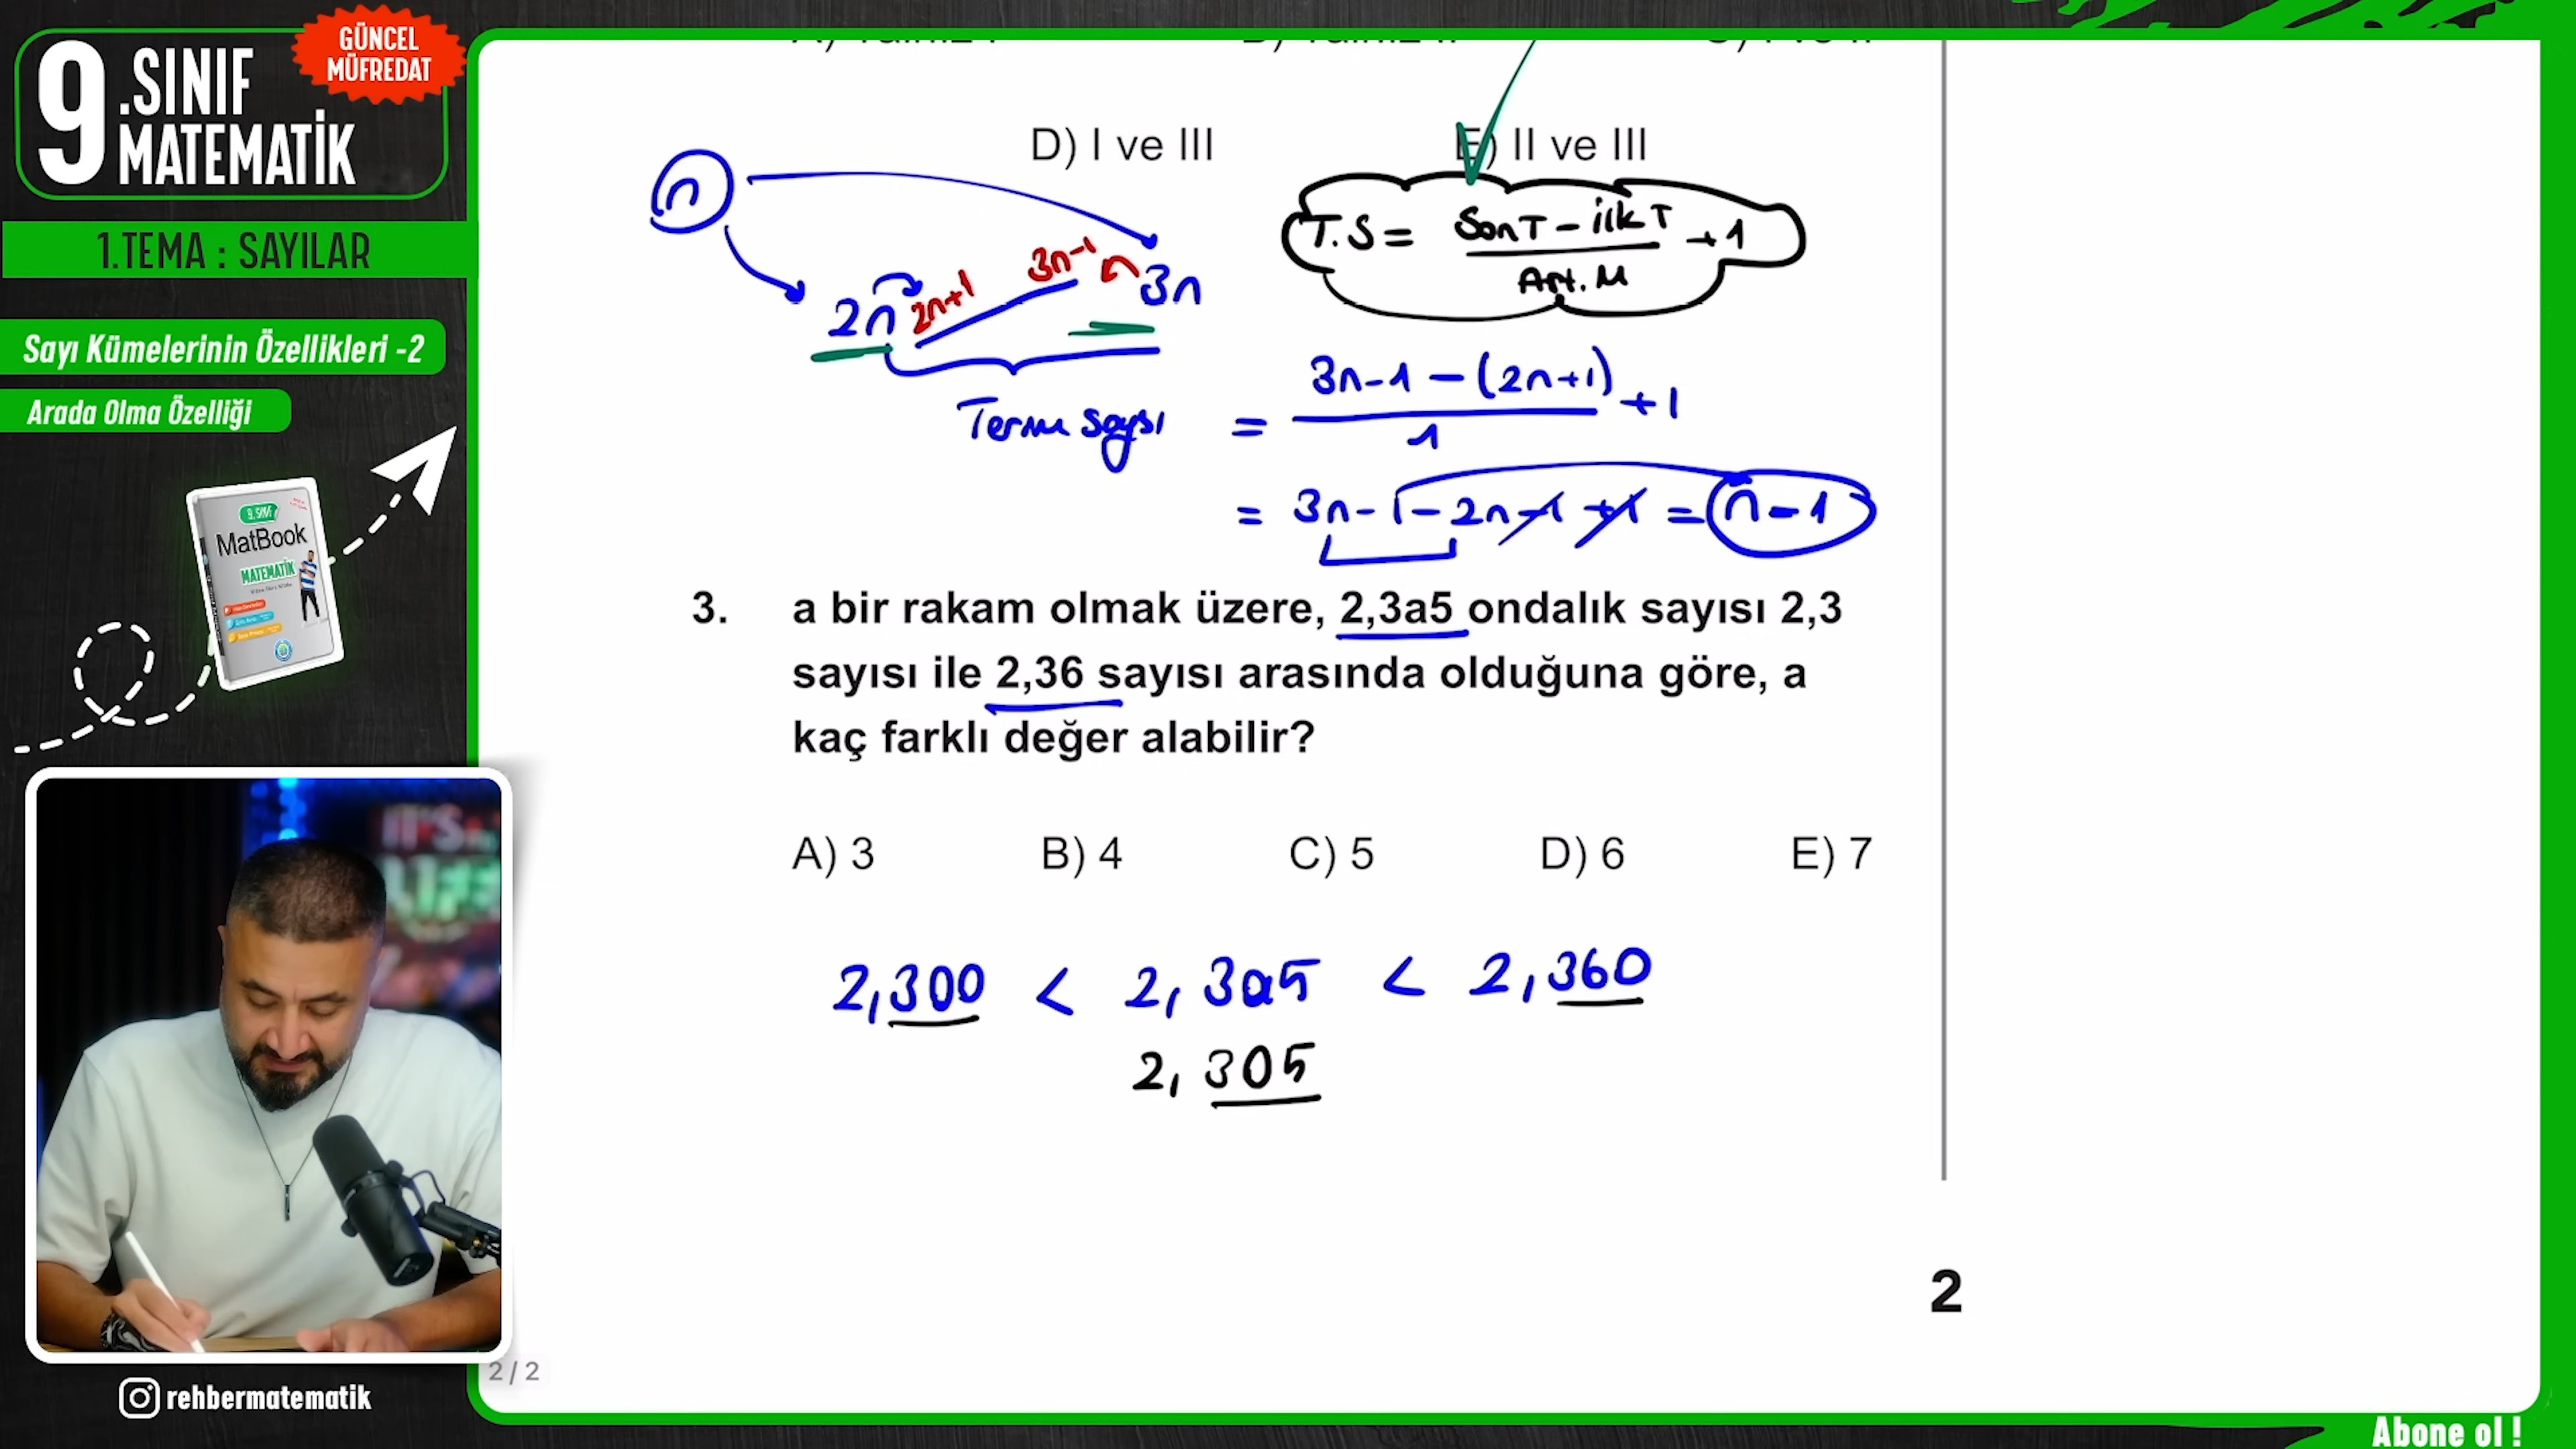 9.SINIF
MATEMATİK
GÜNCEL
MÜFREDAT
1.TEMA : SAYILAR
Sayı Kümelerinin Özellikleri -2
Arada Olma Özelliği
9. SINIF
MatBook
MATEMATİK
rehbermatematik
D) I ve III
E) II ve III
n
2n 2n+1 3n-1 3n
T.S = SonT - ilkT / Art. M + 1
Terim sayısı = 3n-1 - (2n+1) / 1 + 1
= 3n-1-2n-1 +1 = n-1
3. a bir rakam olmak üzere, 2,3a5 ondalık sayısı 2,3
sayısı ile 2,36 sayısı arasında olduğuna göre, a
kaç farklı değer alabilir?
A) 3 B) 4 C) 5 D) 6 E) 7
2,300 < 2,3a5 < 2,360
2,305
2
2 / 2
Abone ol !